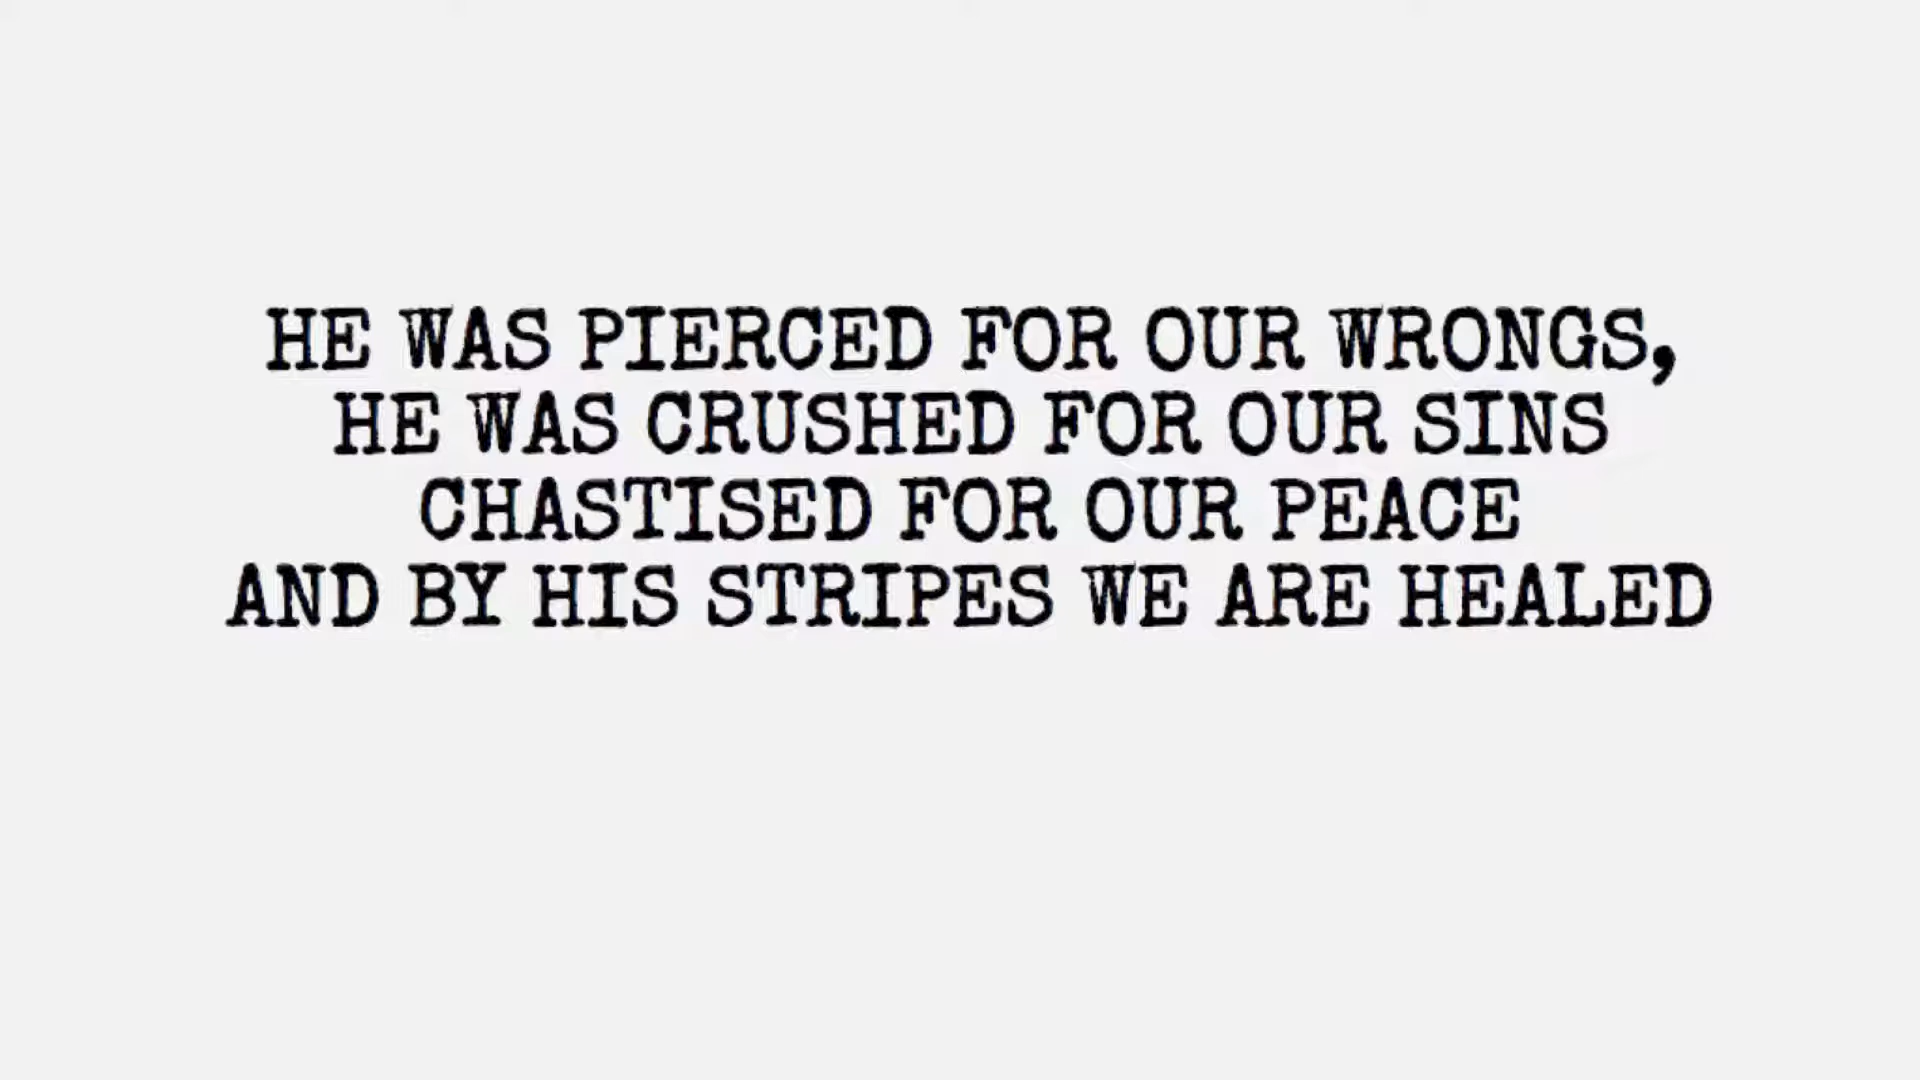 HE WAS PIERCED FOR OUR WRONGS,
HE WAS CRUSHED FOR OUR SINS
CHASTISED FOR OUR PEACE
AND BY HIS STRIPES WE ARE HEALED